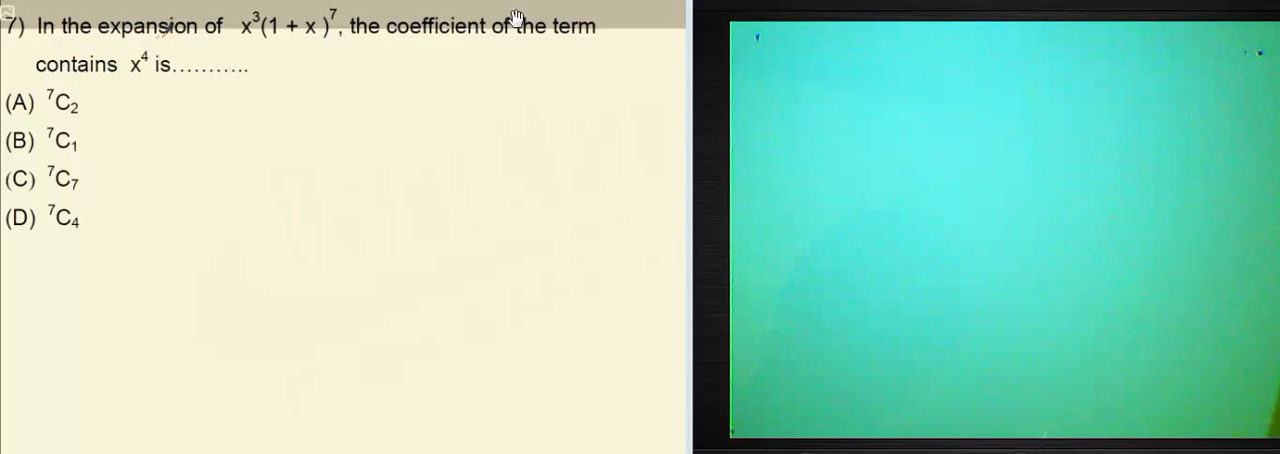 7) In the expansion of x³(1 + x )⁷, the coefficient of the term
contains x⁴ is...........
(A) ⁷C₂
(B) ⁷C₁
(C) ⁷C₇
(D) ⁷C₄